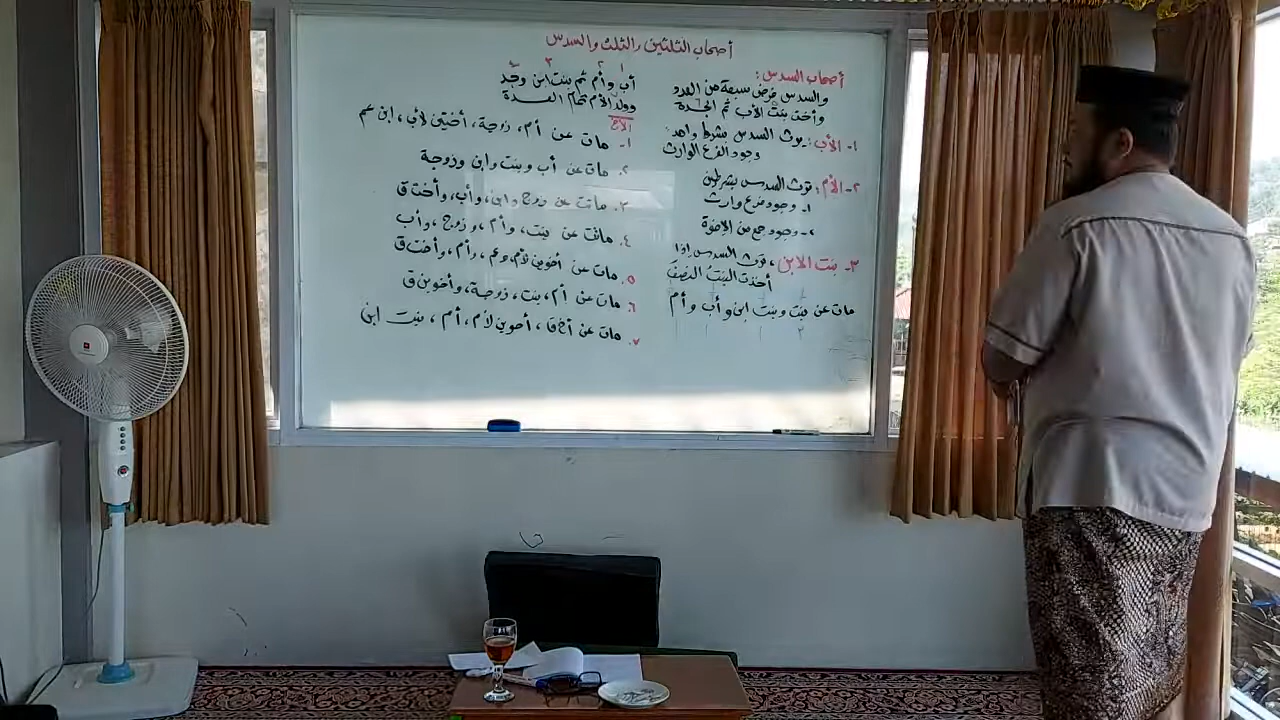 أصحاب الثلثين والثلث والسدس
أصحاب السدس :
والسدس فرض سبعة من العدد
وأخت بنت الأب ثم الجدة
١- الأب : يرث السدس بشرط واحد :
وجود الفرع الوارث
٢- الأم : ترث السدس بشرطين
١- وجود فرع وارث
٢- وجود جمع من الإخوة
٣- بنت الابن ، ترث السدس إذا
أخذت البنت النصف
مات عن بنت وبنت ابن وأب وأم
١ ٢ ٣
أب وأم ثم بنت ابن وجد
وولد الأم تمام العدة
الأخ
١- مات عن أم، زوجة، أختين لأب، ابن عم
٢. مات عن أب وبنت وابن وزوجة
٣. ماتت عن زوج وابن، وأب، وأخت ق
٤. ماتت عن بنت، وأم، وزوج، وأب
٥. مات عن أخوين لأم، وعم، وأم، وأخت ق
٦. مات عن أم، بنت، زوجة، وأخوين ق
٧. مات عن أخ ق، أخوين لأم، أم، بنت ابن